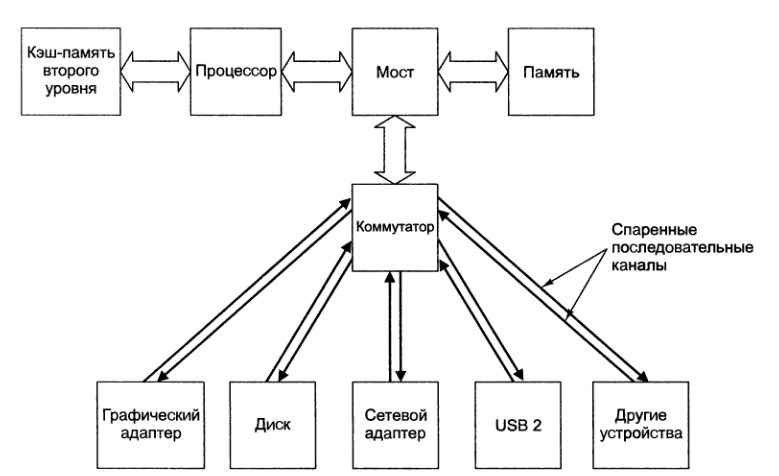 Кэш-память
второго
уровня
Процессор
Мост
Память
Коммутатор
Спаренные
последовательные
каналы
Графический
адаптер
Диск
Сетевой
адаптер
USB 2
Другие
устройства